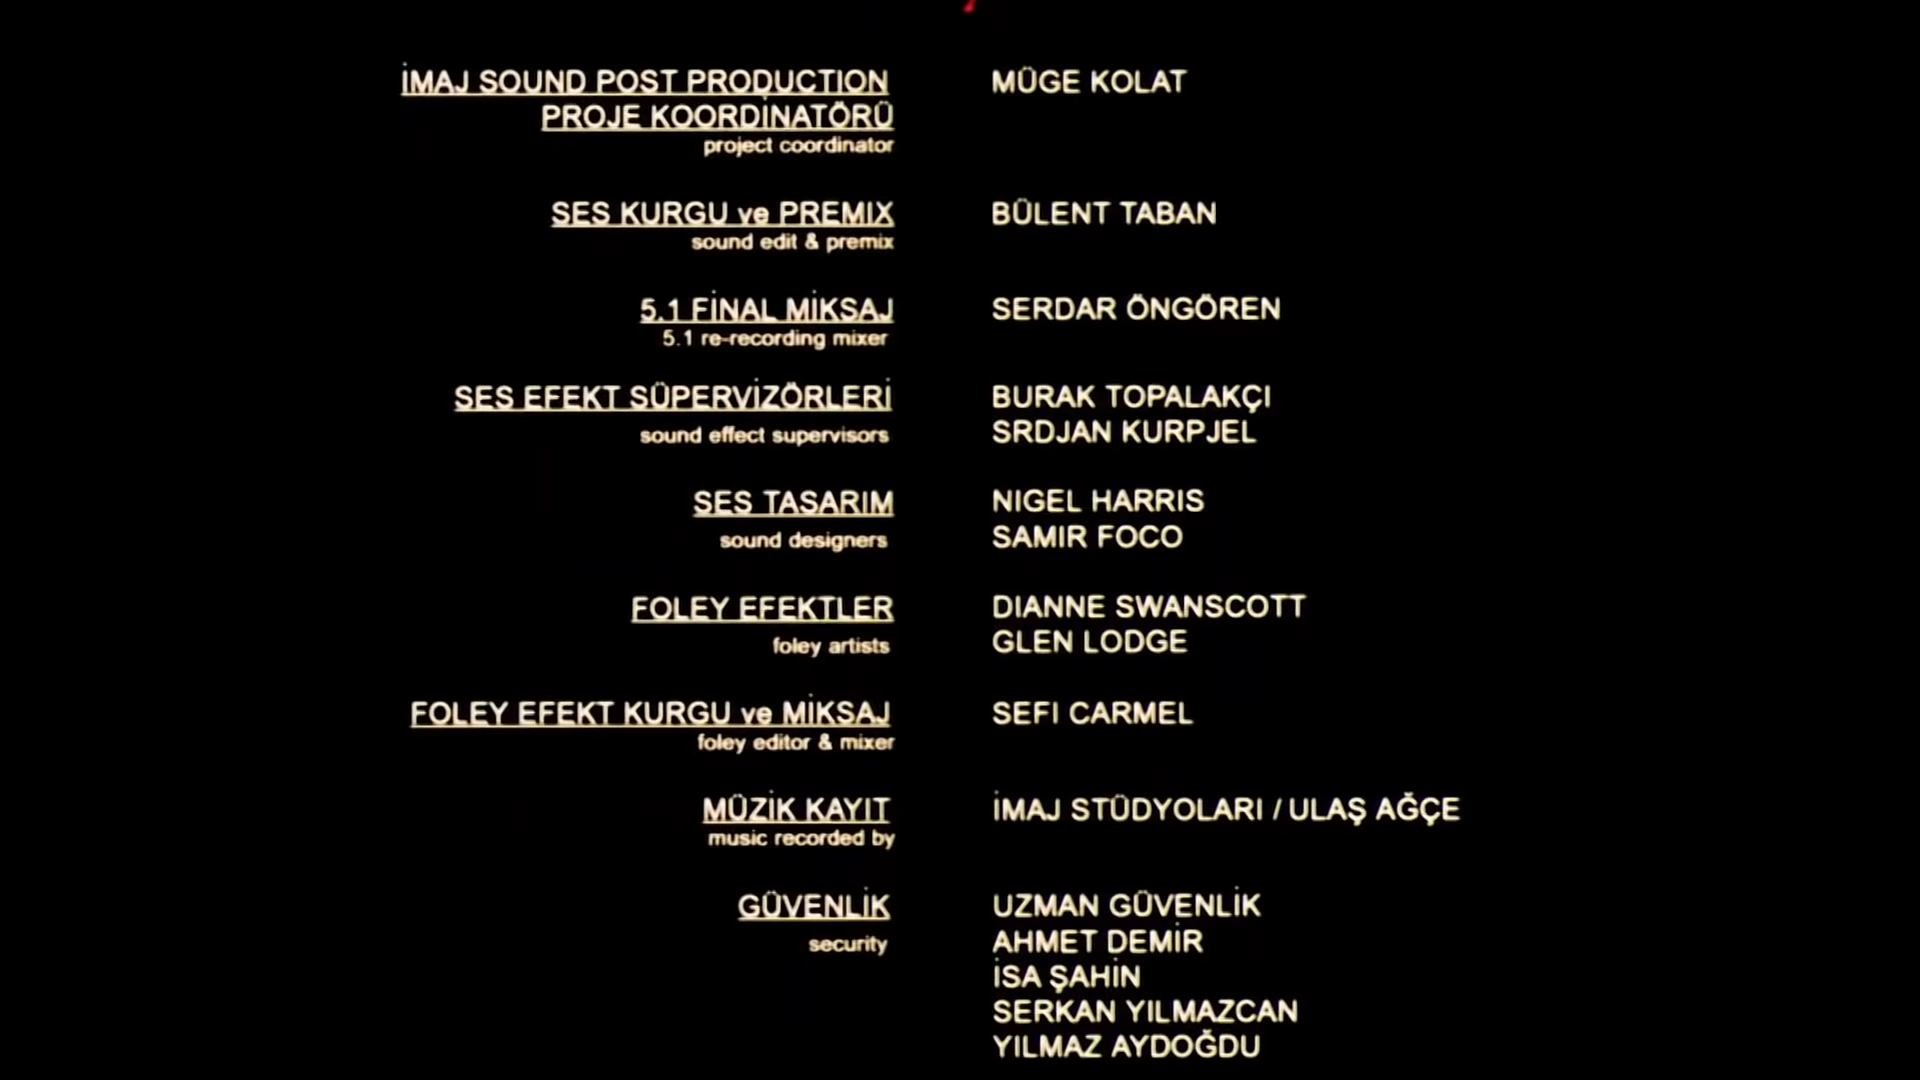 İMAJ SOUND POST PRODUCTION MÜGE KOLAT
PROJE KOORDİNATÖRÜ
project coordinator
SES KURGU ve PREMIX BÜLENT TABAN
sound edit & premix
5.1 FİNAL MİKSAJ SERDAR ÖNGÖREN
5.1 re-recording mixer
SES EFEKT SÜPERVİZÖRLERİ BURAK TOPALAKÇI
sound effect supervisors SRDJAN KURPJEL
SES TASARIM NIGEL HARRIS
sound designers SAMIR FOCO
FOLEY EFEKTLER DIANNE SWANSCOTT
foley artists GLEN LODGE
FOLEY EFEKT KURGU ve MİKSAJ SEFI CARMEL
foley editor & mixer
MÜZİK KAYIT İMAJ STÜDYOLARI / ULAŞ AĞÇE
music recorded by
GÜVENLİK UZMAN GÜVENLİK
security AHMET DEMİR
İSA ŞAHİN
SERKAN YILMAZCAN
YILMAZ AYDOĞDU